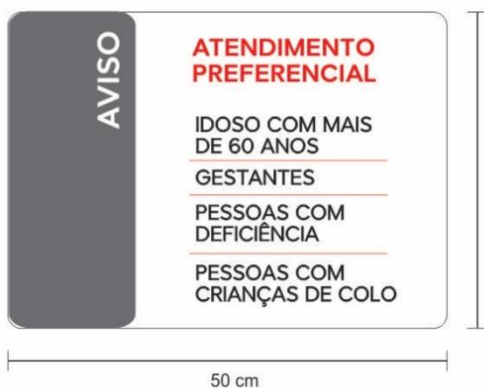 AVISO
ATENDIMENTO
PREFERENCIAL
IDOSO COM MAIS
DE 60 ANOS
GESTANTES
PESSOAS COM
DEFICIÊNCIA
PESSOAS COM
CRIANÇAS DE COLO
50 cm